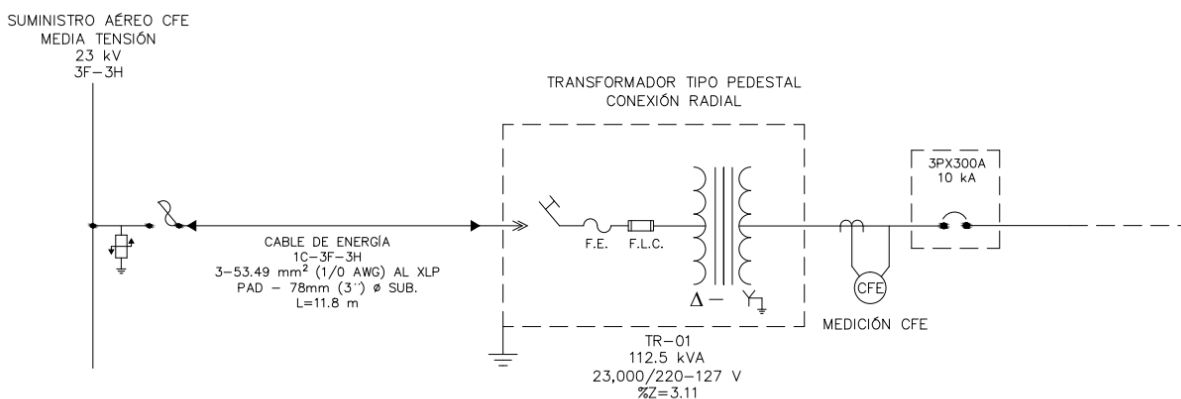 SUMINISTRO AÉREO CFE
MEDIA TENSIÓN
23 kV
3F-3H
TRANSFORMADOR TIPO PEDESTAL
CONEXIÓN RADIAL
3PX300A
10 kA
CABLE DE ENERGÍA
1C-3F-3H
3-53.49 mm² (1/0 AWG) AL XLP
PAD - 78mm (3¨) ø SUB.
L=11.8 m
F.E.
F.L.C.
Δ-
CFE
MEDICIÓN CFE
TR-01
112.5 kVA
23,000/220-127 V
%Z=3.11